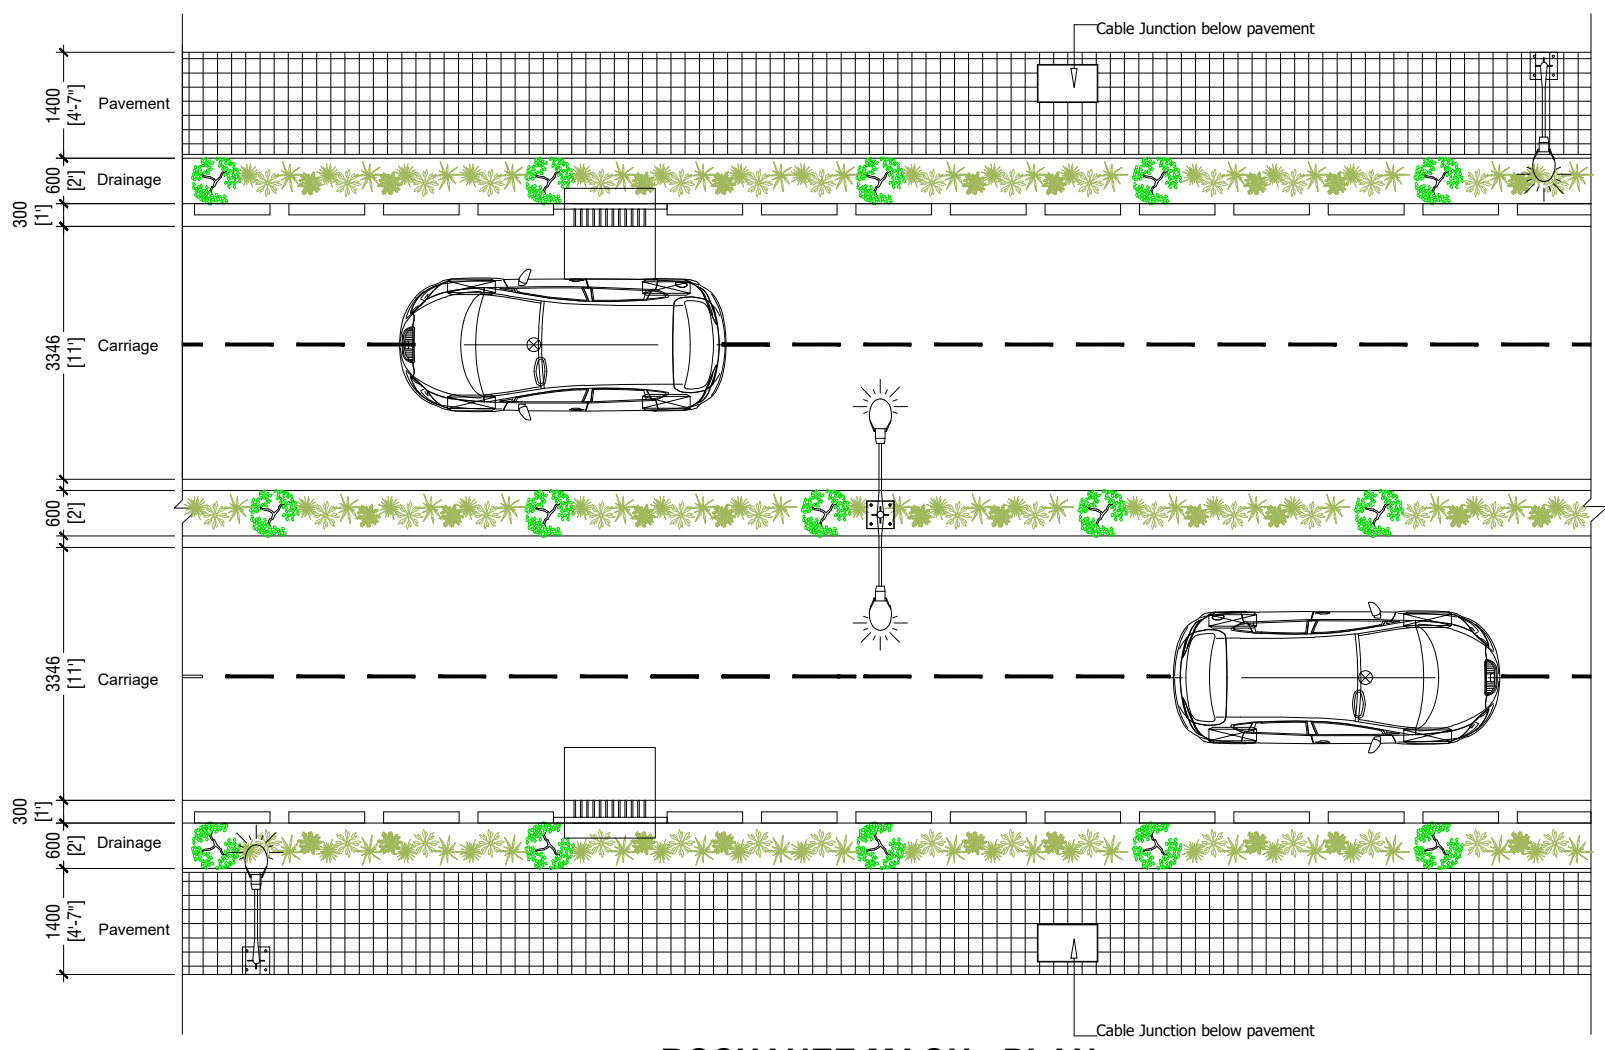 Cable Junction below pavement
1400
[4'-7"]
Pavement
600
[2']
Drainage
300
[1']
3346
[11']
Carriage
600
[2']
3346
[11']
Carriage
300
[1']
600
[2']
Drainage
1400
[4'-7"]
Pavement
Cable Junction below pavement